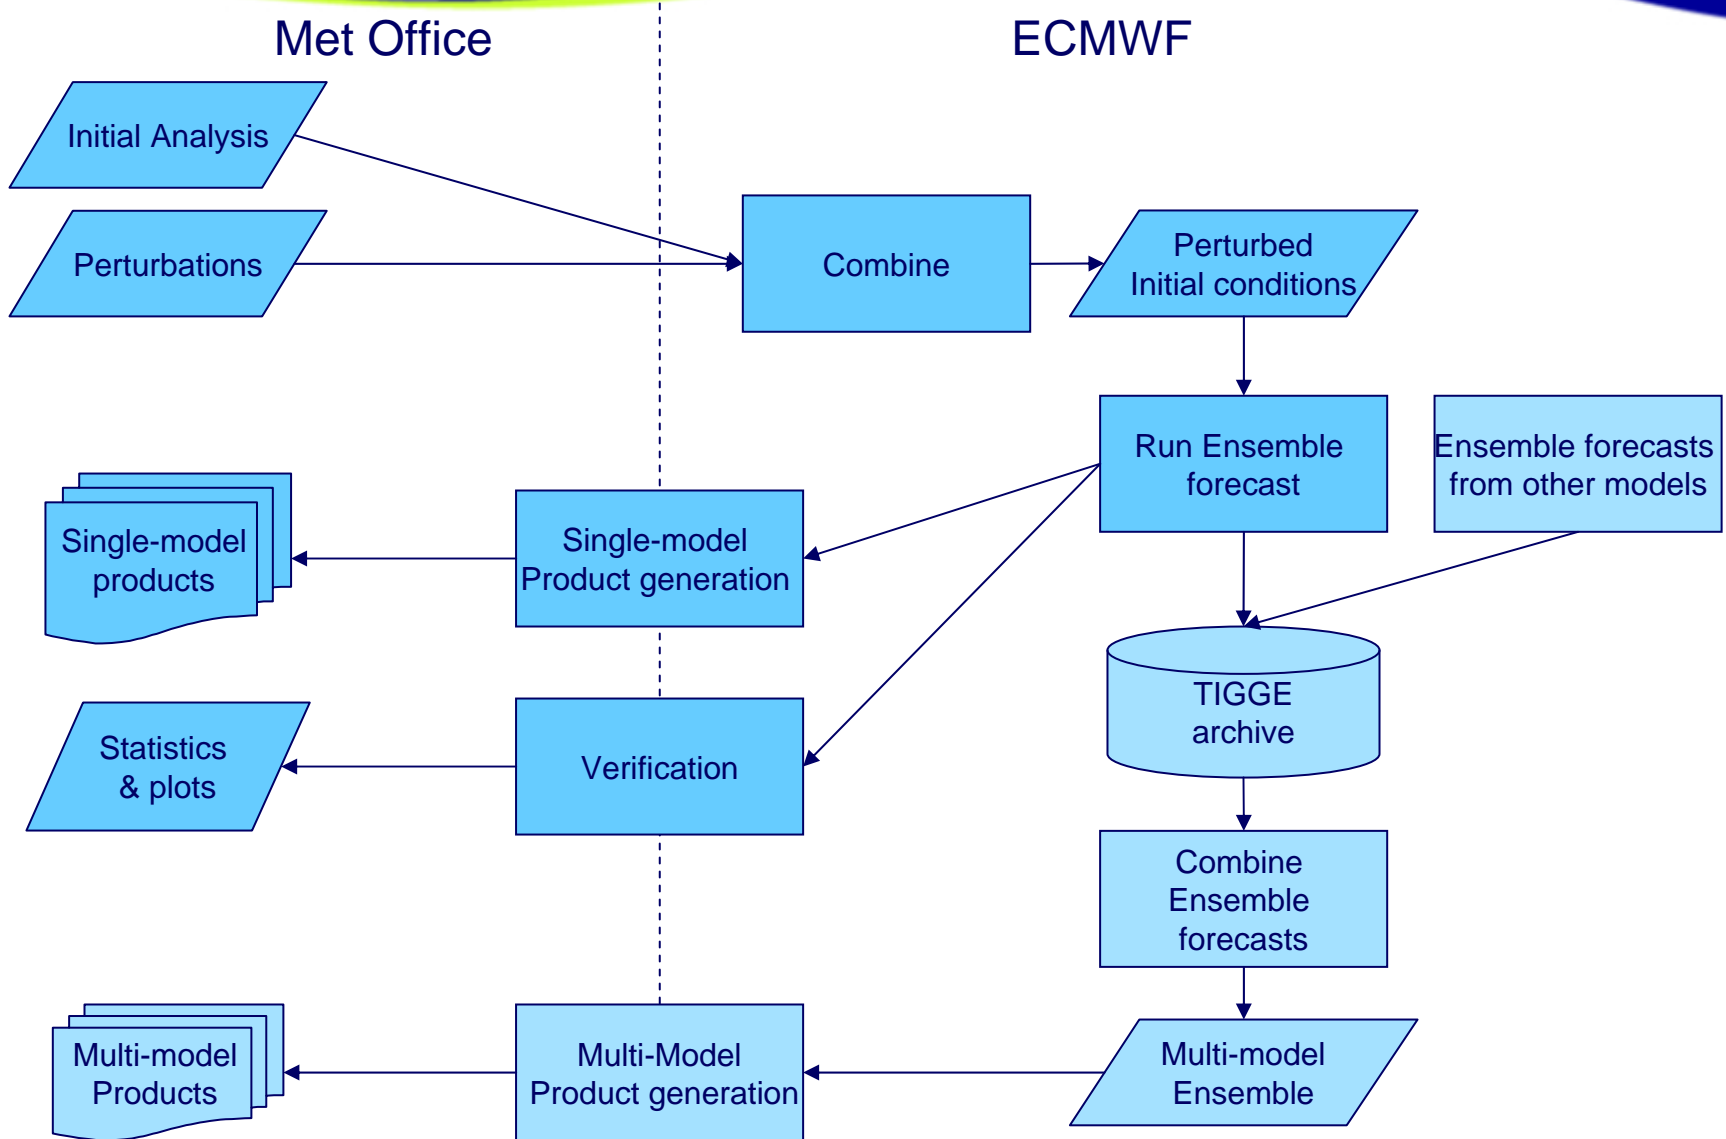 Met Office
ECMWF
Initial Analysis
Perturbations
Combine
Perturbed
Initial conditions
Run Ensemble
forecast
Ensemble forecasts
from other models
Single-model
products
Single-model
Product generation
TIGGE
archive
Statistics
& plots
Verification
Combine
Ensemble
forecasts
Multi-model
Products
Multi-Model
Product generation
Multi-model
Ensemble